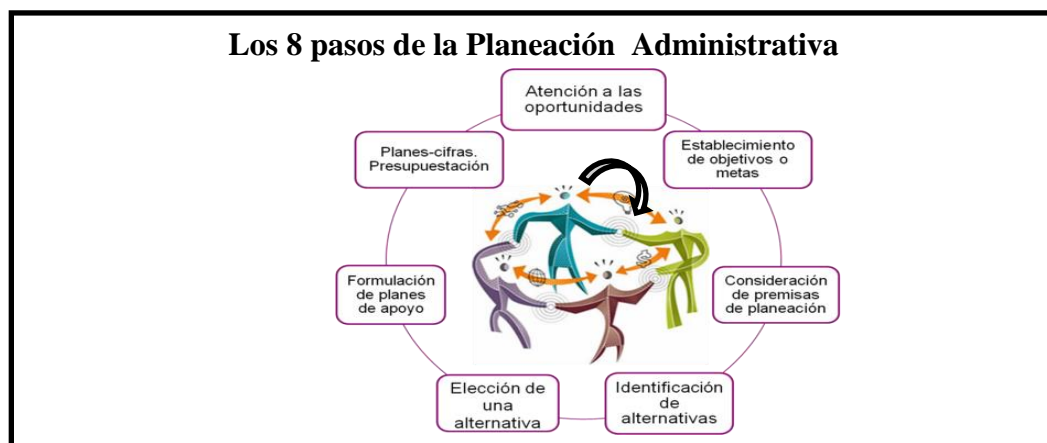 Los 8 pasos de la Planeación Administrativa
Atención a las
oportunidades
Establecimiento
de objetivos o
metas
Consideración
de premisas
de planeación
Identificación
de
alternativas
Elección de
una
alternativa
Formulación
de planes
de apoyo
Planes-cifras.
Presupuestación